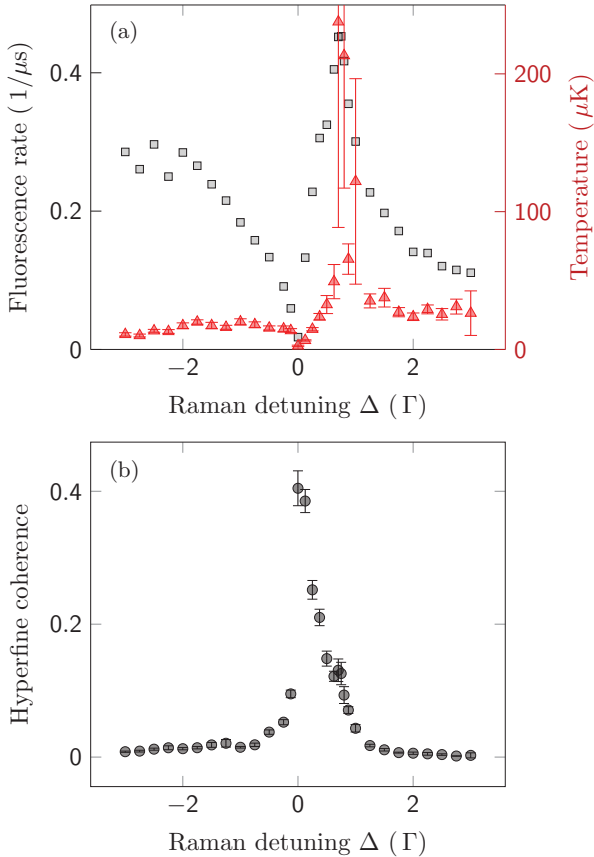 (a)
Fluorescence rate ( 1/μs)
0.4
0.2
0
Temperature ( μK)
200
100
0
−2
0
2
Raman detuning Δ ( Γ)
(b)
Hyperfine coherence
0.4
0.2
0
−2
0
2
Raman detuning Δ ( Γ)